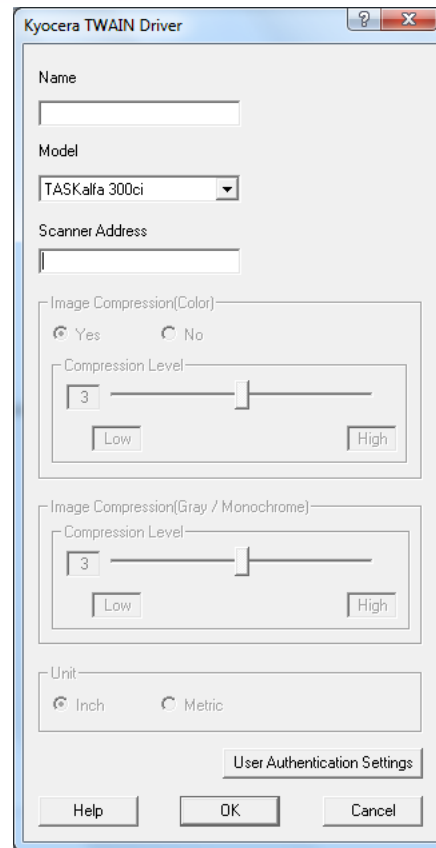 Kyocera TWAIN Driver
Name
Model
TASKalfa 300ci
Scanner Address
Image Compression(Color)
Yes No
Compression Level
3
Low High
Image Compression(Gray / Monochrome)
Compression Level
3
Low High
Unit
Inch Metric
User Authentication Settings
Help OK Cancel